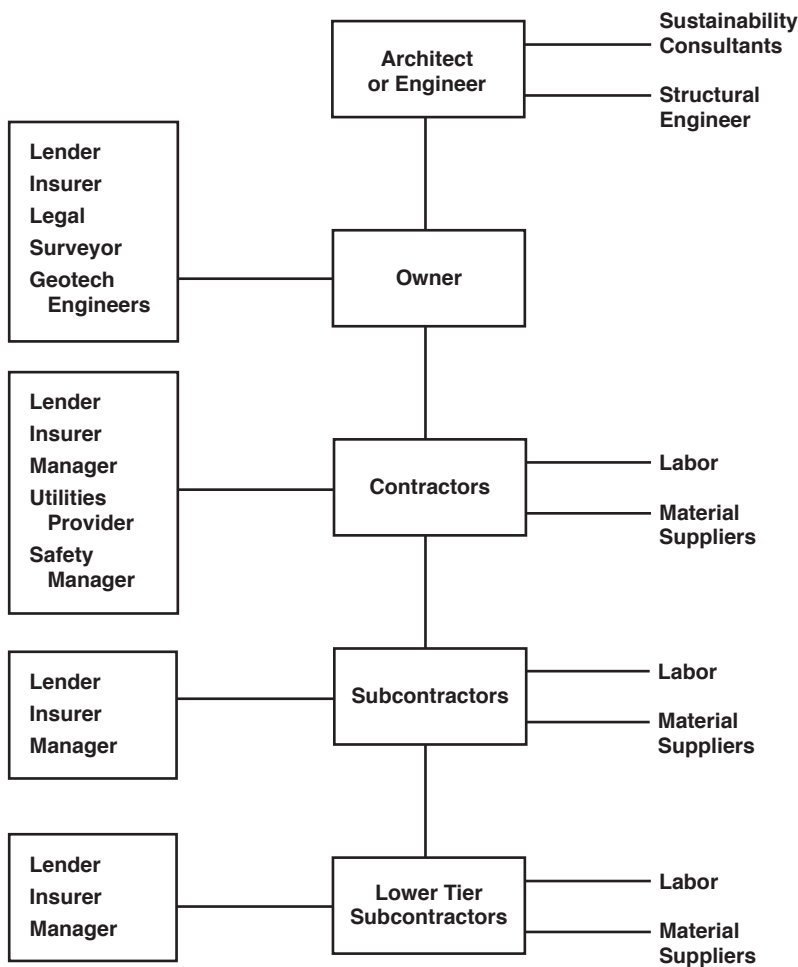 Sustainability
Consultants
Architect
or Engineer
Structural
Engineer
Lender
Insurer
Legal
Surveyor
Geotech
Engineers
Owner
Lender
Insurer
Manager
Utilities
Provider
Safety
Manager
Contractors
Labor
Material
Suppliers
Lender
Insurer
Manager
Subcontractors
Labor
Material
Suppliers
Lender
Insurer
Manager
Lower Tier
Subcontractors
Labor
Material
Suppliers